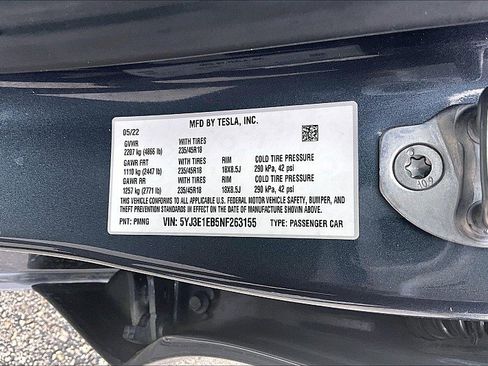 MFD BY TESLA, INC.
05/22
GVWR WITH TIRES
2207 kgr (4866 lb) 235/45R18
GAWR FRT WITH TIRES RIM COLD TIRE PRESSURE
1110 kgr (2447 lb) 235/45R18 18X8.5J 290 kPa, 42 psi
GAWR RR WITH TIRES RIM COLD TIRE PRESSURE
1257 kgr (2771 lb) 235/45R18 18X8.5J 290 kPa, 42 psi
THIS VEHICLE CONFORMS TO ALL APPLICABLE U.S. FEDERAL MOTOR VEHICLE SAFETY, BUMPER, AND
THEFT PREVENTION STANDARDS IN EFFECT ON THE DATE OF MANUFACTURE SHOWN ABOVE.
PNT: PMNG VIN: 5YJ3E1EB5NF263155 TYPE: PASSENGER CAR